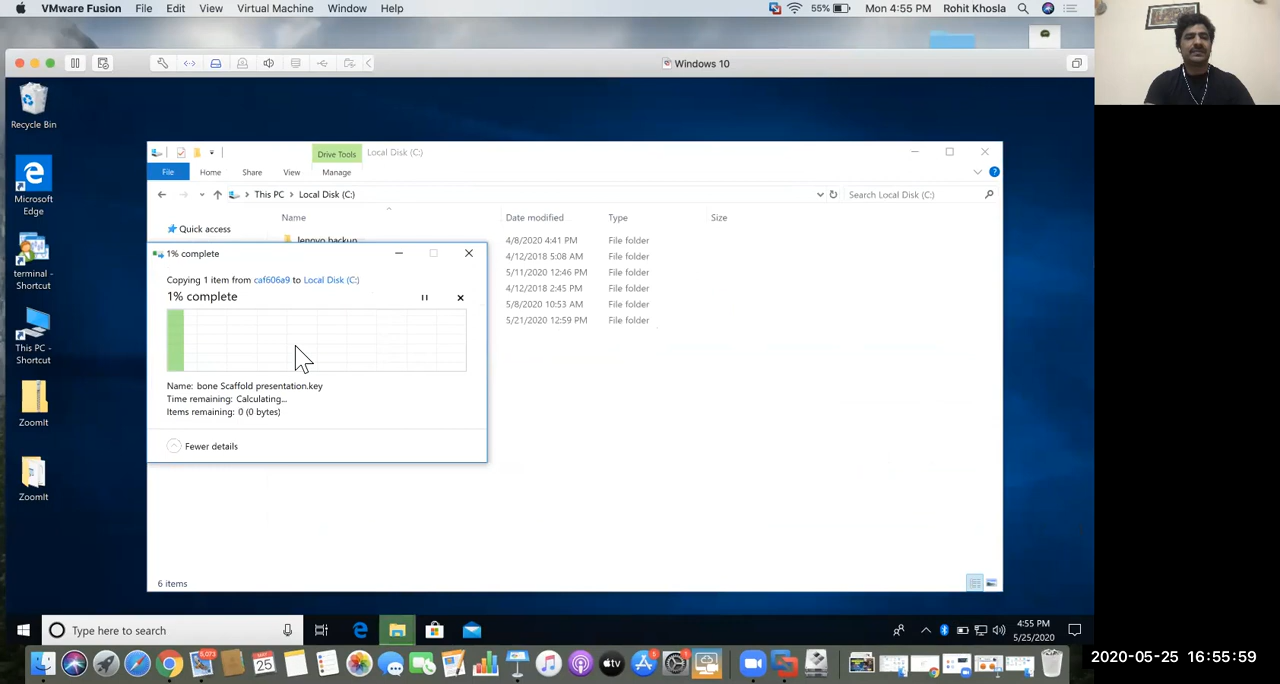 VMware Fusion File Edit View Virtual Machine Window Help 55% Mon 4:55 PM Rohit Khosla
Windows 10
Recycle Bin
Microsoft
Edge
terminal -
Shortcut
This PC -
Shortcut
ZoomIt
ZoomIt
Drive Tools Local Disk (C:)
File Home Share View Manage
This PC Local Disk (C:) Search Local Disk (C:)
Name Date modified Type Size
Quick access
lenovo backup 4/8/2020 4:41 PM File folder
4/12/2018 5:08 AM File folder
5/11/2020 12:46 PM File folder
4/12/2018 2:45 PM File folder
5/8/2020 10:53 AM File folder
5/21/2020 12:59 PM File folder
1% complete
Copying 1 item from caf606a9 to Local Disk (C:)
1% complete
Name: bone Scaffold presentation.key
Time remaining: Calculating...
Items remaining: 0 (0 bytes)
Fewer details
6 items
Type here to search
4:55 PM
5/25/2020
2020-05-25 16:55:59